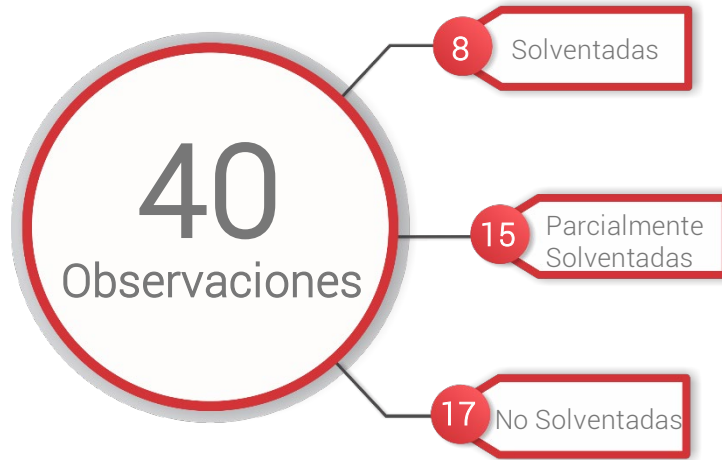 40
Observaciones
8
Solventadas
15
Parcialmente
Solventadas
17
No Solventadas